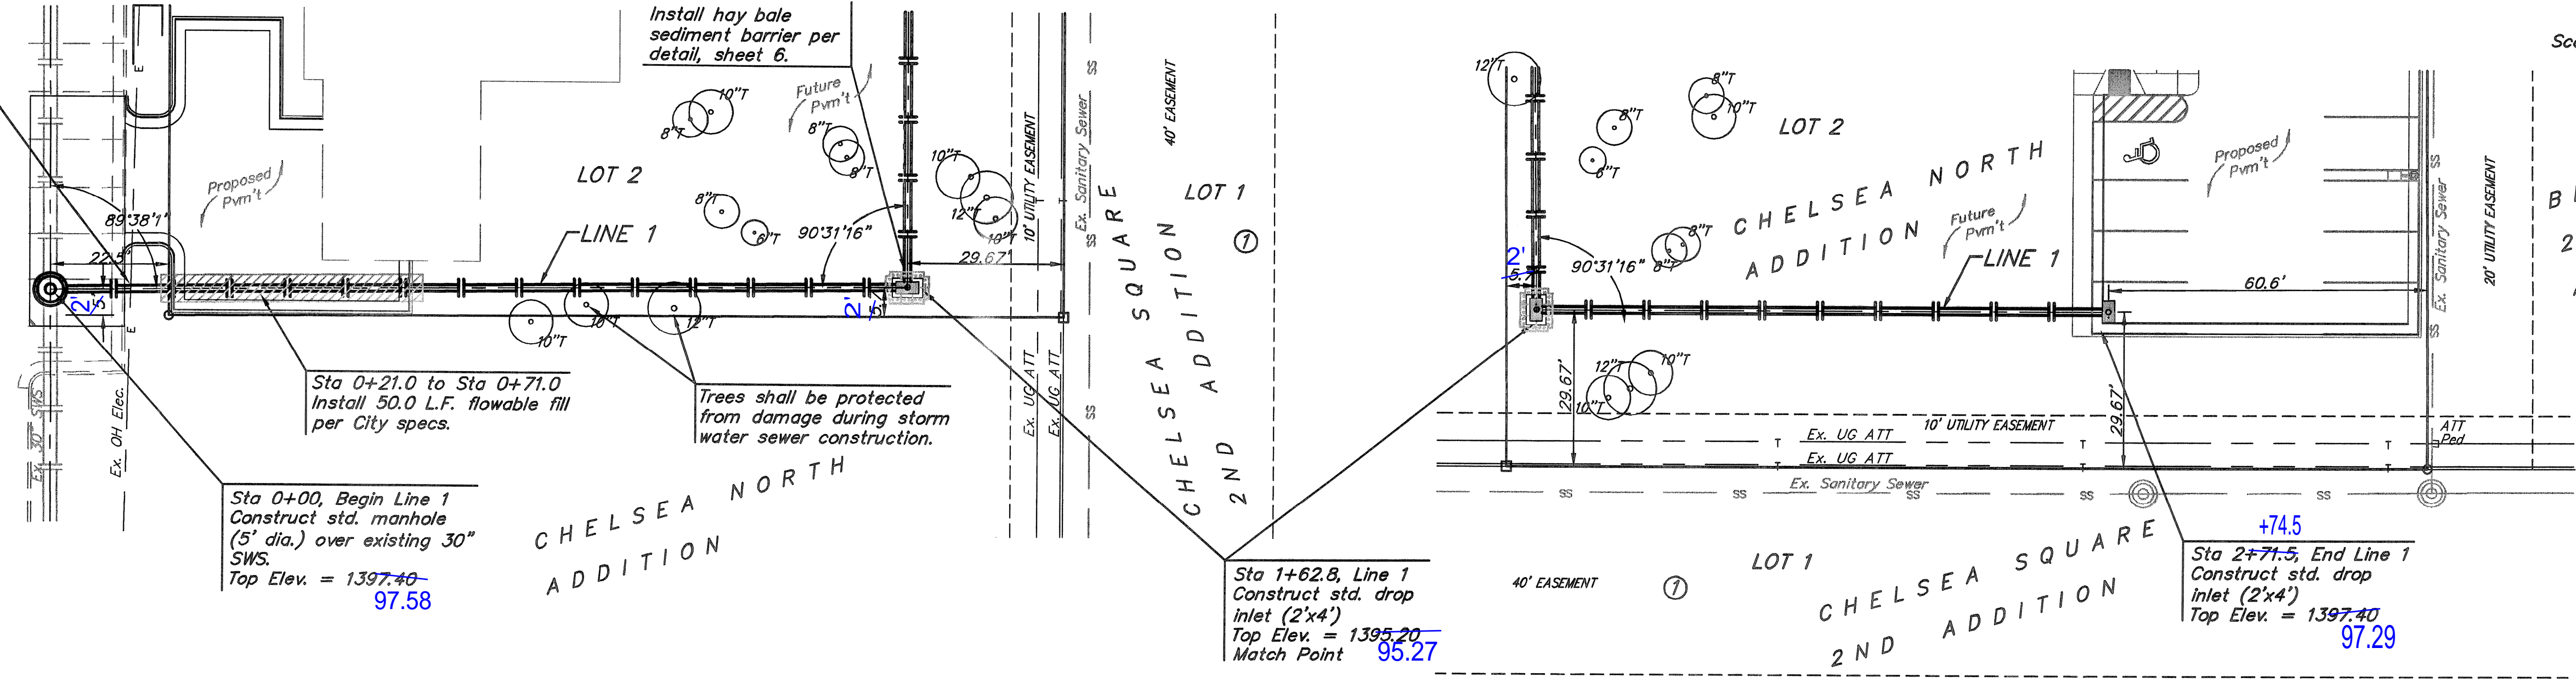 Install hay bale
sediment barrier per
detail, sheet 6.
E
Future
Pvm't
10"T
8"T
8"T
8"T
10"T
12"T
10"T
8"T
6"T
LOT 2
Proposed
Pvm't
89°38'1"
22.5'
LINE 1
90°31'16"
29.67'
10' UTILITY EASEMENT
Ex. Sanitary Sewer
SS
SS
SS
40' EASEMENT
LOT 1
1
CHELSEA SQUARE
2ND ADDITION
2'
5'
2'
5'
10"T
10"T
12"T
E
Ex. 30" SWS
Ex. OH Elec.
Ex. UG ATT
Ex. UG ATT
Sta 0+21.0 to Sta 0+71.0
Install 50.0 L.F. flowable fill
per City specs.
Trees shall be protected
from damage during storm
water sewer construction.
Sta 0+00, Begin Line 1
Construct std. manhole
(5' dia.) over existing 30"
SWS.
Top Elev. = 1397.40
97.58
CHELSEA NORTH
ADDITION
Sta 1+62.8, Line 1
Construct std. drop
inlet (2'x4')
Top Elev. = 1395.20
Match Point 95.27
12"T
8"T
6"T
8"T
10"T
LOT 2
CHELSEA NORTH
ADDITION
Future
Pvm't
8"T
8"T
2'
90°31'16"
LINE 1
Proposed
Pvm't
60.6'
SS
Ex. Sanitary Sewer
SS
20' UTILITY EASEMENT
12"T
10"T
10"T
29.67'
29.67'
10' UTILITY EASEMENT
T
Ex. UG ATT
T
T
Ex. UG ATT
ATT
Ped
Ex. Sanitary Sewer
SS
SS
SS
SS
SS
40' EASEMENT
1
LOT 1
CHELSEA SQUARE
2ND ADDITION
+74.5
Sta 2+71.5, End Line 1
Construct std. drop
inlet (2'x4')
Top Elev. = 1397.40
97.29